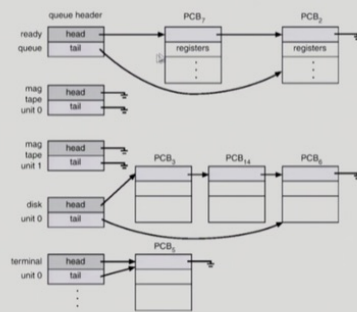 queue header
PCB7
PCB2
ready
queue
head
tail
registers
registers
mag
tape
unit 0
head
tail
mag
tape
unit 1
head
tail
PCB3
PCB14
PCB6
disk
unit 0
head
tail
terminal
unit 0
head
tail
PCB5